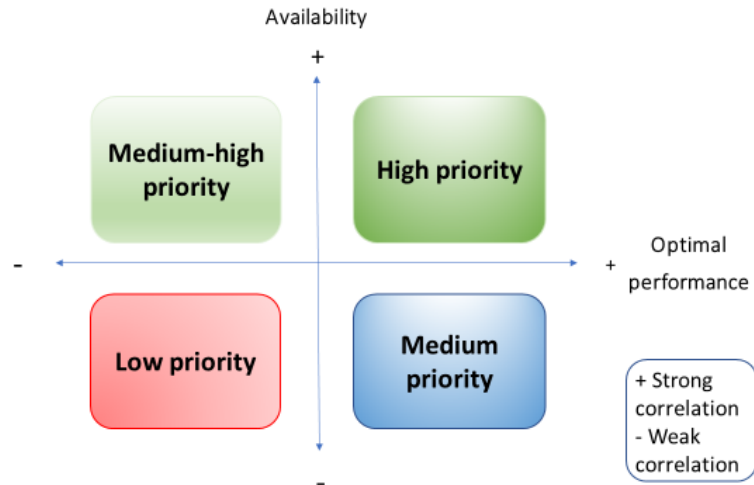 Availability
+
Medium-high
priority
High priority
-
+
Optimal
performance
Low priority
Medium
priority
+ Strong
correlation
- Weak
correlation
-